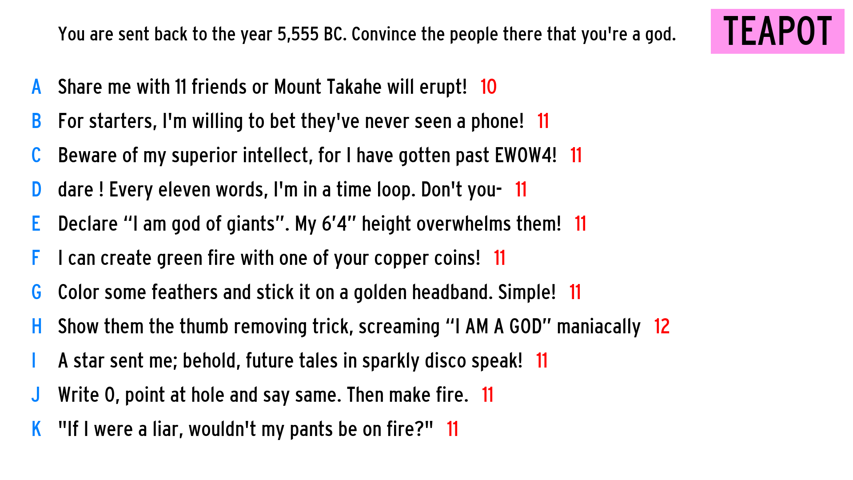 You are sent back to the year 5,555 BC. Convince the people there that you're a god.
TEAPOT
A Share me with 11 friends or Mount Takahe will erupt! 10
B For starters, I'm willing to bet they've never seen a phone! 11
C Beware of my superior intellect, for I have gotten past EWOW4! 11
D dare ! Every eleven words, I'm in a time loop. Don't you- 11
E Declare “I am god of giants”. My 6’4” height overwhelms them! 11
F I can create green fire with one of your copper coins! 11
G Color some feathers and stick it on a golden headband. Simple! 11
H Show them the thumb removing trick, screaming “I AM A GOD” maniacally 12
I A star sent me; behold, future tales in sparkly disco speak! 11
J Write 0, point at hole and say same. Then make fire. 11
K "If I were a liar, wouldn't my pants be on fire?" 11